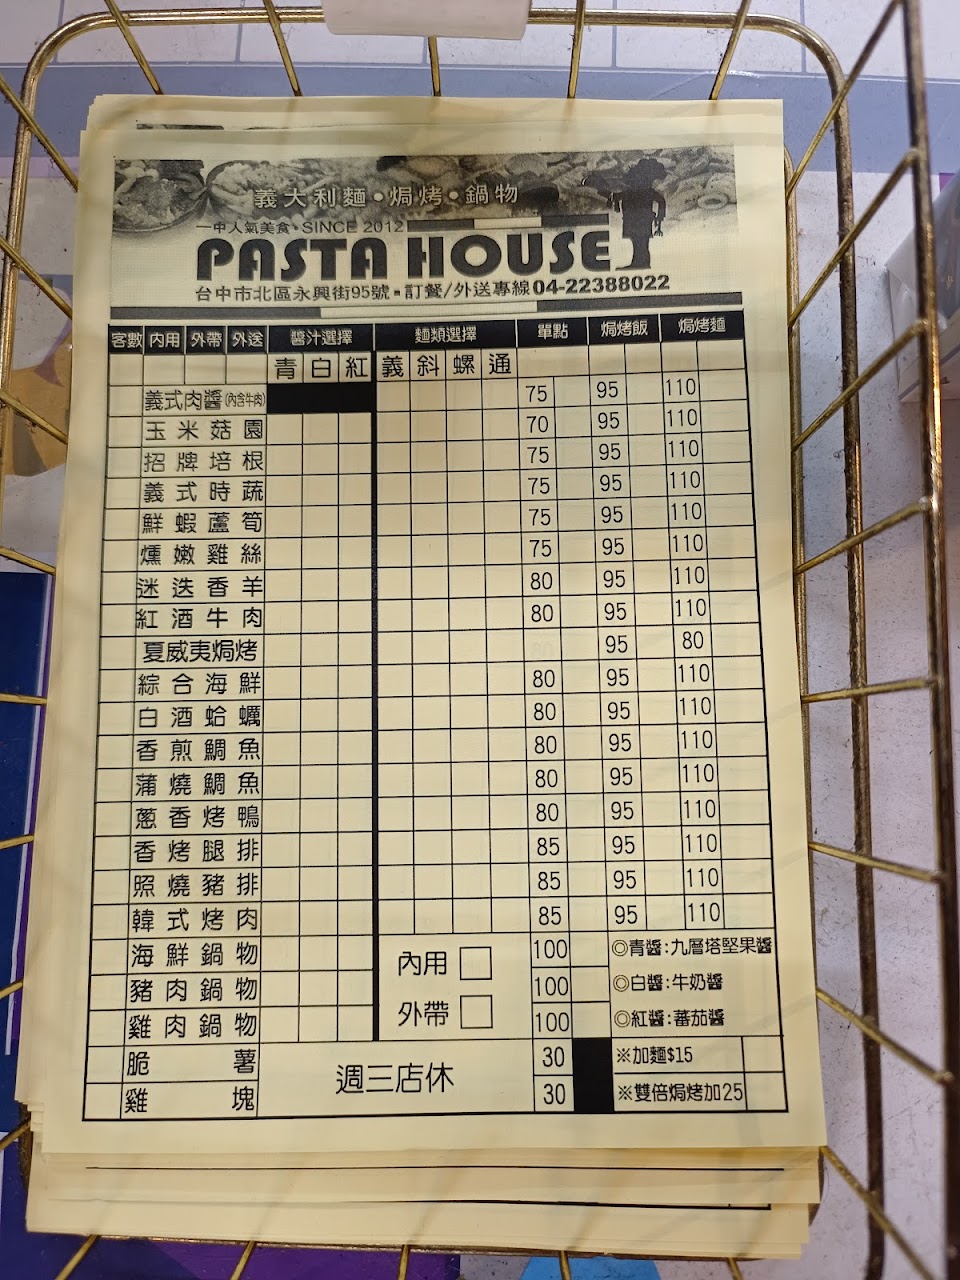 義大利麵•焗烤•鍋物
一中人氣美食•SINCE 2012
PASTA HOUSE
台中市北區永興街95號•訂餐/外送專線04-22388022
客數 內用 外帶 外送 醬汁選擇 麵類選擇 單點 焗烤飯 焗烤麵
青 白 紅 義 斜 螺 通
義式肉醬(內含牛肉) 75 95 110
玉米菇園 70 95 110
招牌培根 75 95 110
義式時蔬 75 95 110
鮮蝦蘆筍 75 95 110
燻嫩雞絲 75 95 110
迷迭香羊 80 95 110
紅酒牛肉 80 95 110
夏威夷焗烤 95 80
綜合海鮮 80 95 110
白酒蛤蠣 80 95 110
香煎鯛魚 80 95 110
蒲燒鯛魚 80 95 110
蔥香烤鴨 80 95 110
香烤腿排 85 95 110
照燒豬排 85 95 110
韓式烤肉 85 95 110
海鮮鍋物 內用 100 ◎青醬:九層塔堅果醬
豬肉鍋物 100 ◎白醬:牛奶醬
雞肉鍋物 外帶 100 ◎紅醬:蕃茄醬
脆薯 週三店休 30 ※加麵$15
雞塊 30 ※雙倍焗烤加25